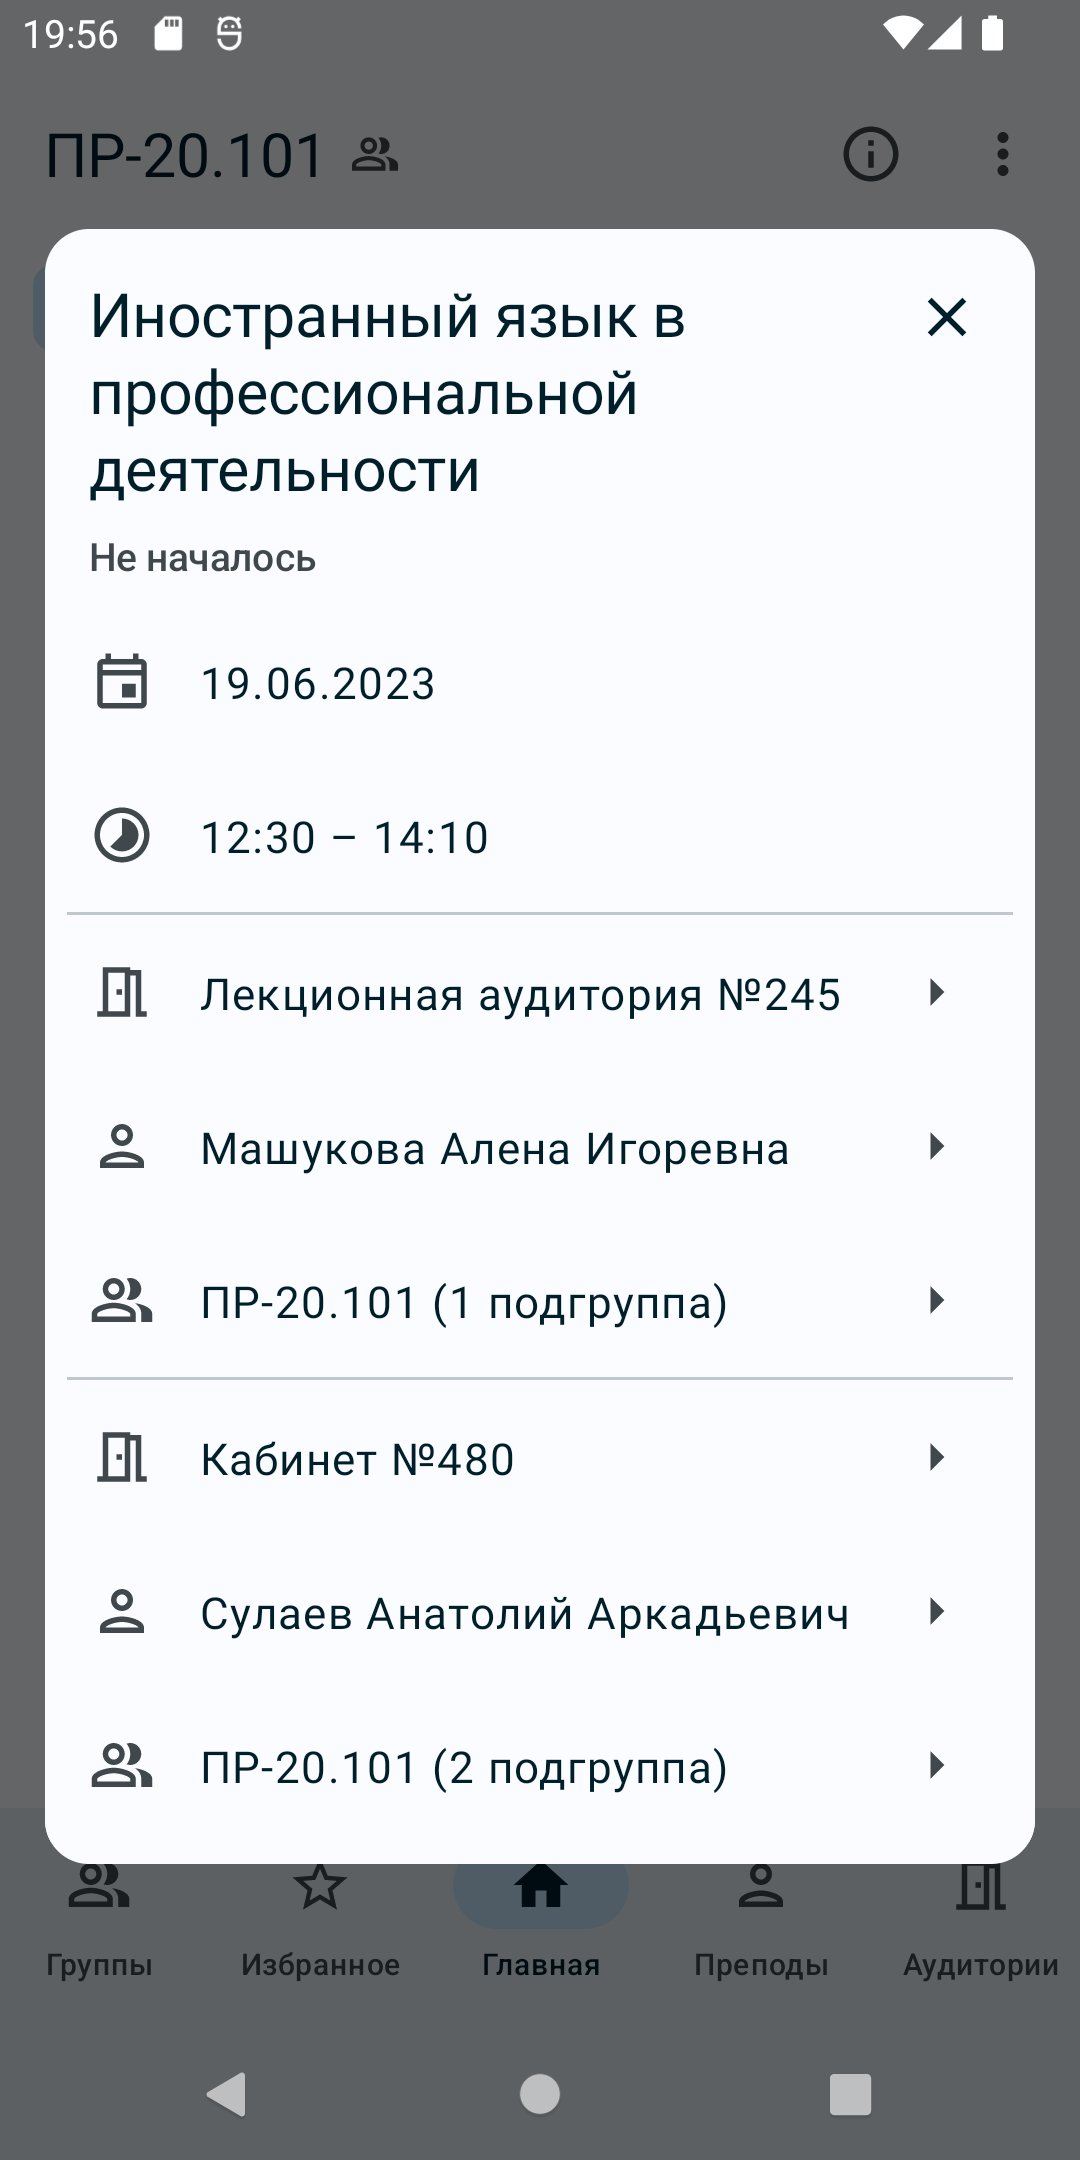 19:56
ПР-20.101
Иностранный язык в
профессиональной
деятельности
Не началось
19.06.2023
12:30 – 14:10
Лекционная аудитория №245
Машукова Алена Игоревна
ПР-20.101 (1 подгруппа)
Кабинет №480
Сулаев Анатолий Аркадьевич
ПР-20.101 (2 подгруппа)
Группы
Избранное
Главная
Преподы
Аудитории